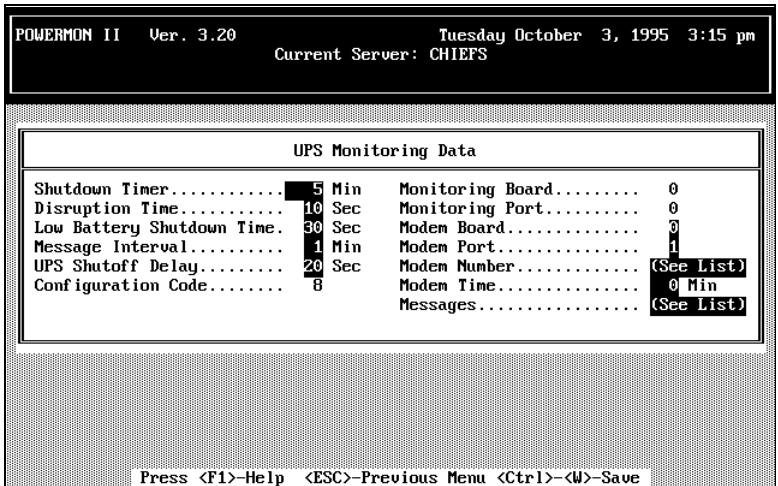 POWERMON II Ver. 3.20 Tuesday October 3, 1995 3:15 pm
Current Server: CHIEFS
UPS Monitoring Data
Shutdown Timer............ 5 Min Monitoring Board......... 0
Disruption Time........... 10 Sec Monitoring Port.......... 0
Low Battery Shutdown Time. 30 Sec Modem Board.............. 0
Message Interval.......... 1 Min Modem Port............... 1
UPS Shutoff Delay......... 20 Sec Modem Number............. (See List)
Configuration Code........ 8 Modem Time............... 0 Min
Messages................. (See List)
Press <F1>-Help <ESC>-Previous Menu <Ctrl>-<W>-Save